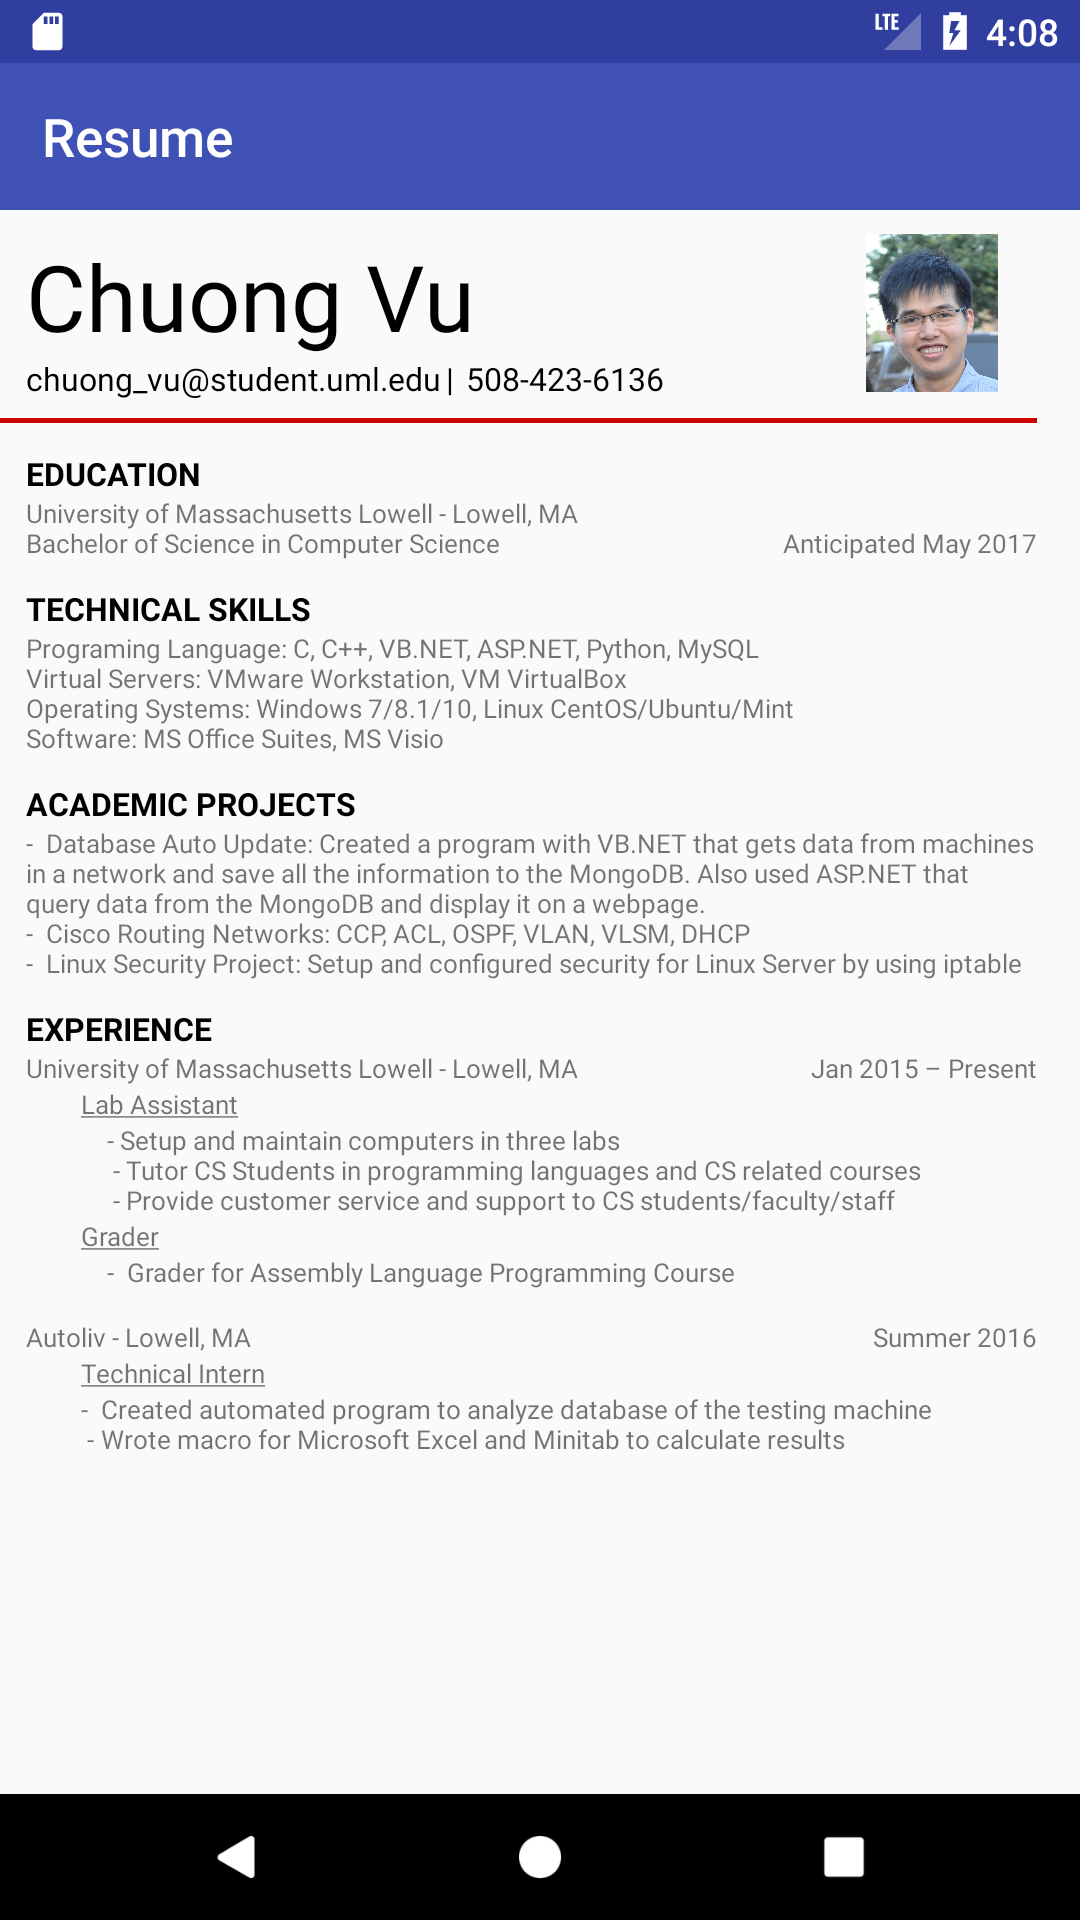 LTE 4:08
Resume
Chuong Vu
chuong_vu@student.uml.edu | 508-423-6136
EDUCATION
University of Massachusetts Lowell - Lowell, MA
Bachelor of Science in Computer Science Anticipated May 2017
TECHNICAL SKILLS
Programing Language: C, C++, VB.NET, ASP.NET, Python, MySQL
Virtual Servers: VMware Workstation, VM VirtualBox
Operating Systems: Windows 7/8.1/10, Linux CentOS/Ubuntu/Mint
Software: MS Office Suites, MS Visio
ACADEMIC PROJECTS
- Database Auto Update: Created a program with VB.NET that gets data from machines
in a network and save all the information to the MongoDB. Also used ASP.NET that
query data from the MongoDB and display it on a webpage.
- Cisco Routing Networks: CCP, ACL, OSPF, VLAN, VLSM, DHCP
- Linux Security Project: Setup and configured security for Linux Server by using iptable
EXPERIENCE
University of Massachusetts Lowell - Lowell, MA Jan 2015 – Present
Lab Assistant
- Setup and maintain computers in three labs
- Tutor CS Students in programming languages and CS related courses
- Provide customer service and support to CS students/faculty/staff
Grader
- Grader for Assembly Language Programming Course
Autoliv - Lowell, MA Summer 2016
Technical Intern
- Created automated program to analyze database of the testing machine
- Wrote macro for Microsoft Excel and Minitab to calculate results